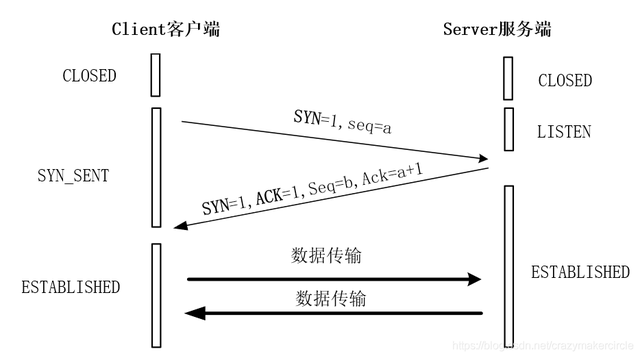 Client客户端
Server服务端
CLOSED
CLOSED
SYN=1,seq=a
LISTEN
SYN_SENT
SYN=1,ACK=1,Seq=b,Ack=a+1
数据传输
ESTABLISHED
ESTABLISHED
数据传输
https://blog.csdn.net/crazymakercircle